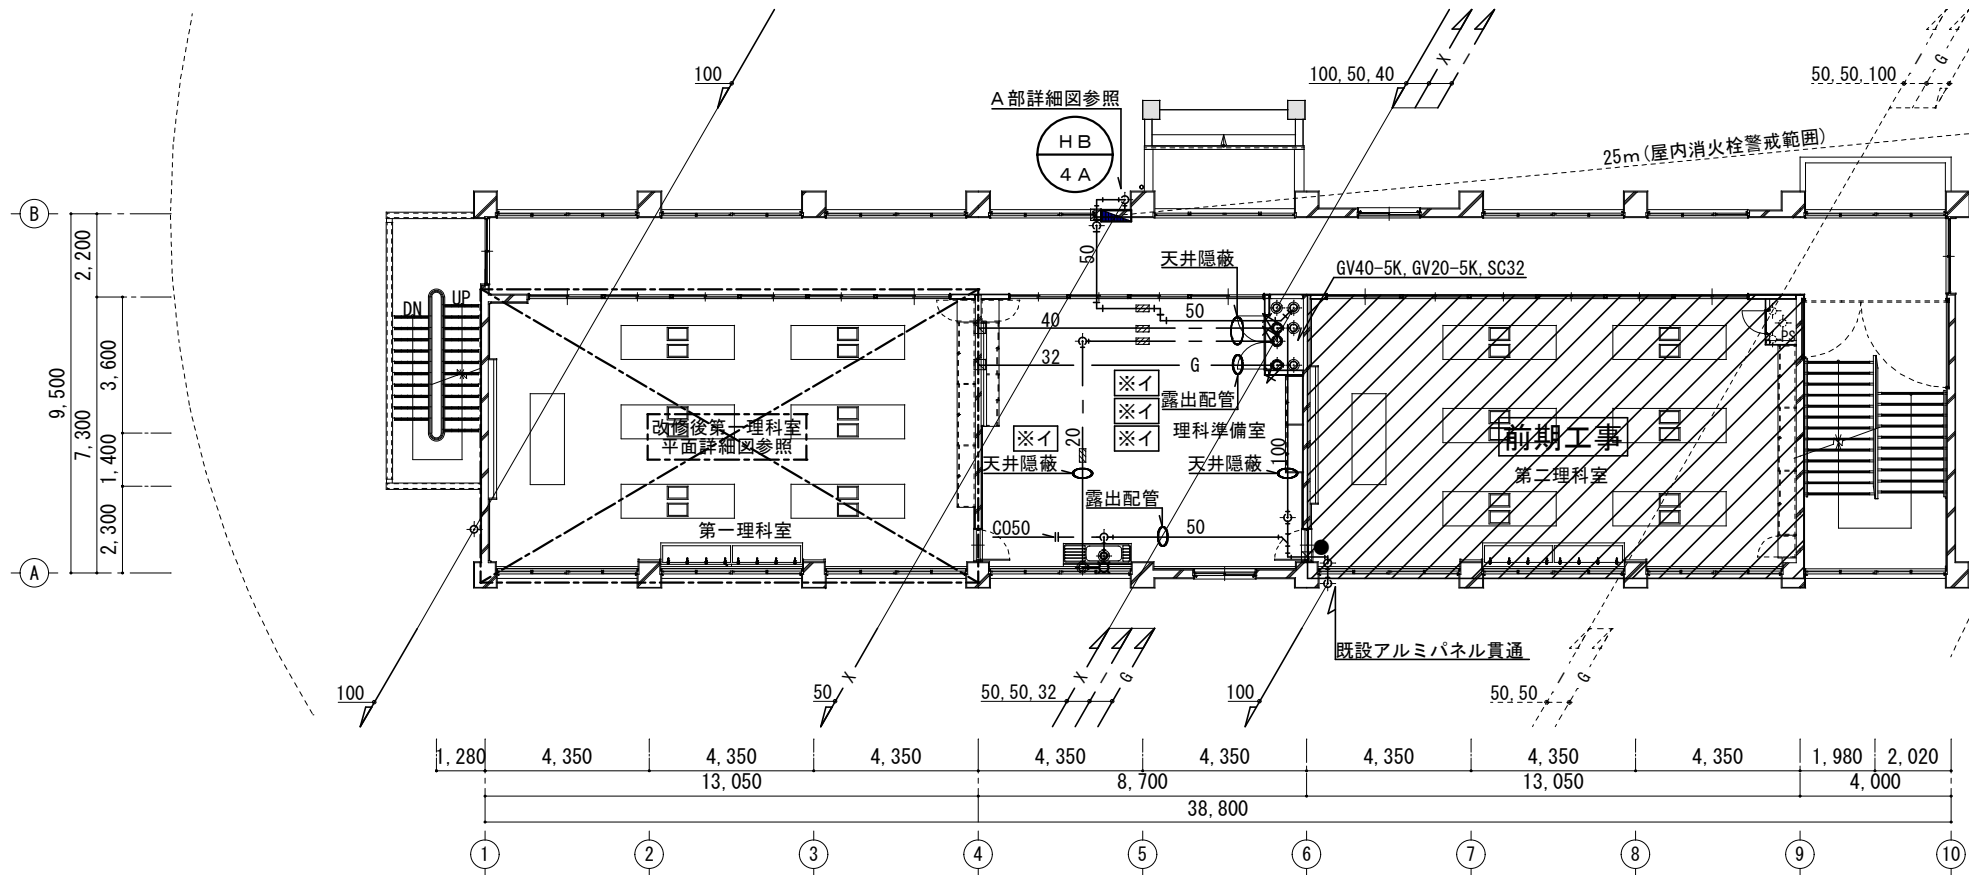 100
100,50,40
X
50,50,100
G
A部詳細図参照
HB
4A
25m(屋内消火栓警戒範囲)
B
2,200
50
天井隠蔽
GV40-5K,GV20-5K,SC32
DN
UP
40
50
PS
9,500
7,300
3,600
32
G
※イ
※イ
露出配管
改修後第一理科室
平面詳細図参照
※イ
20
※イ
理科準備室
100
前期工事
1,400
天井隠蔽
天井隠蔽
第二理科室
2,300
露出配管
第一理科室
CO50
50
A
既設アルミパネル貫通
100
50
X
50,50,32
X
G
100
50,50
G
1,280
4,350
4,350
4,350
4,350
4,350
4,350
4,350
4,350
1,980
2,020
13,050
8,700
13,050
4,000
38,800
1
2
3
4
5
6
7
8
9
10